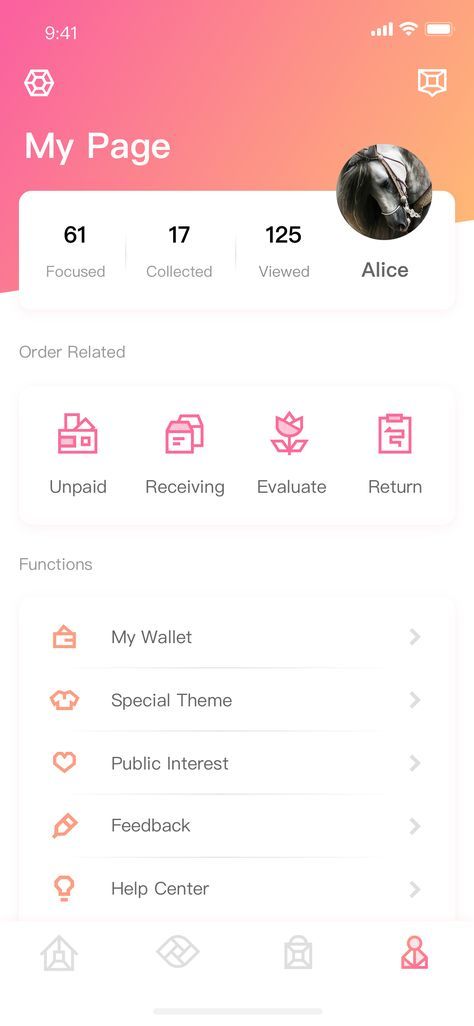 9:41
My Page
61 17 125
Focused Collected Viewed Alice
Order Related
Unpaid Receiving Evaluate Return
Functions
My Wallet
Special Theme
Public Interest
Feedback
Help Center